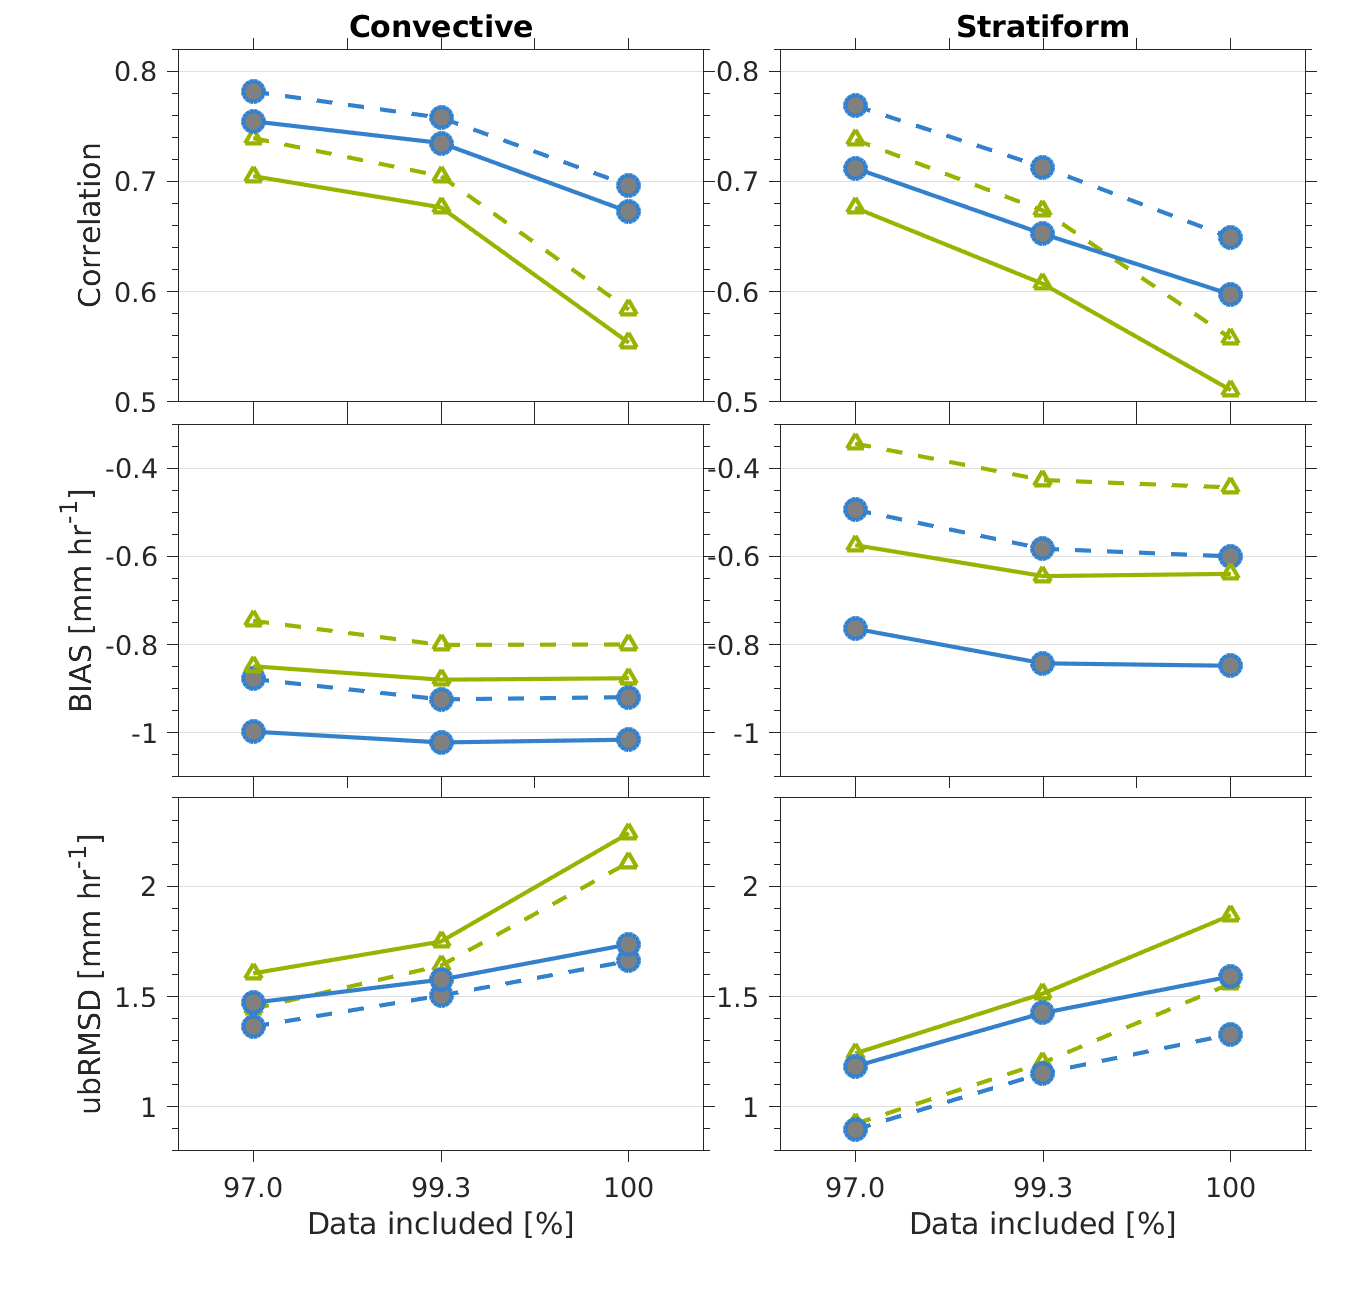 Convective Stratiform
0.8
0.7
0.6
0.5
Correlation
0.8
0.7
0.6
0.5
-0.4
-0.6
-0.8
-1
BIAS [mm hr-1]
-0.4
-0.6
-0.8
-1
2
1.5
1
ubRMSD [mm hr-1]
2
1.5
1
97.0 99.3 100
Data included [%]
97.0 99.3 100
Data included [%]